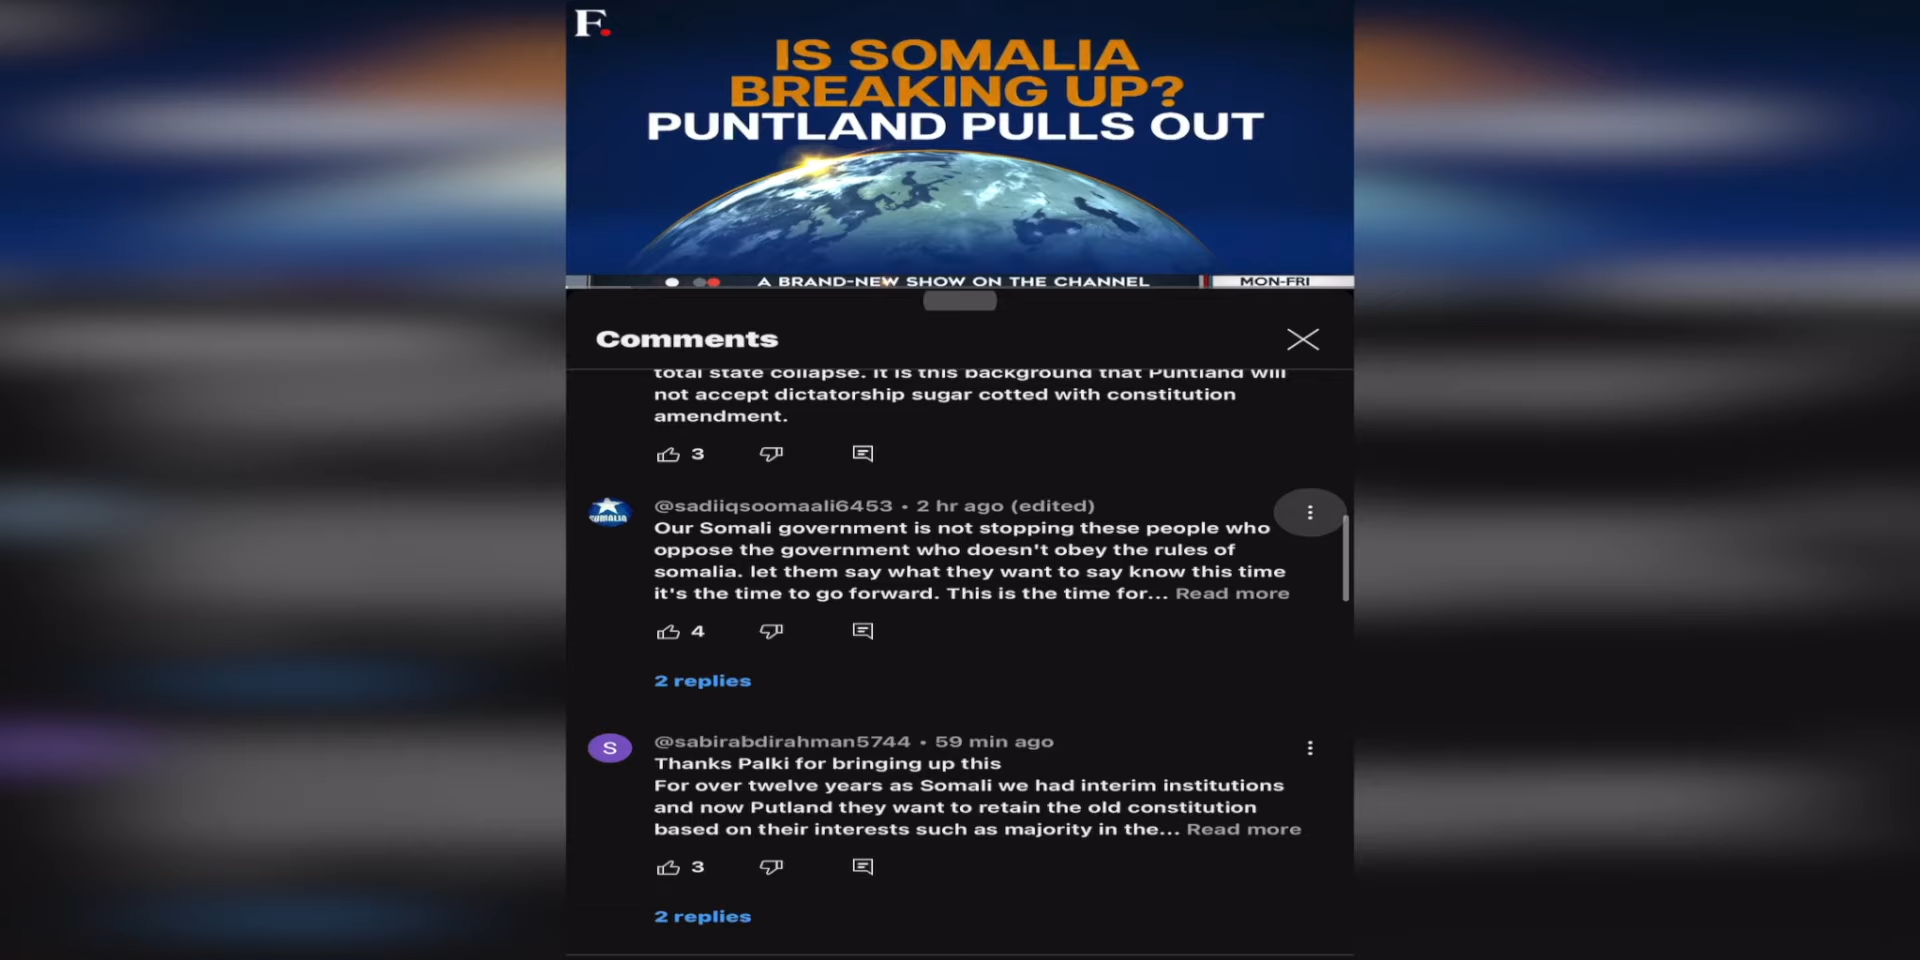 F.
IS SOMALIA
BREAKING UP?
PUNTLAND PULLS OUT
A BRAND-NEW SHOW ON THE CHANNEL
MON-FRI
Comments
total state collapse. It is this background that Puntland will
not accept dictatorship sugar cotted with constitution
amendment.
3
SOMALIA
@sadiiqsoomaali6453 • 2 hr ago (edited)
Our Somali government is not stopping these people who
oppose the government who doesn't obey the rules of
somalia. let them say what they want to say know this time
it's the time to go forward. This is the time for... Read more
4
2 replies
S
@sabirabdirahman5744 • 59 min ago
Thanks Palki for bringing up this
For over twelve years as Somali we had interim institutions
and now Putland they want to retain the old constitution
based on their interests such as majority in the... Read more
3
2 replies